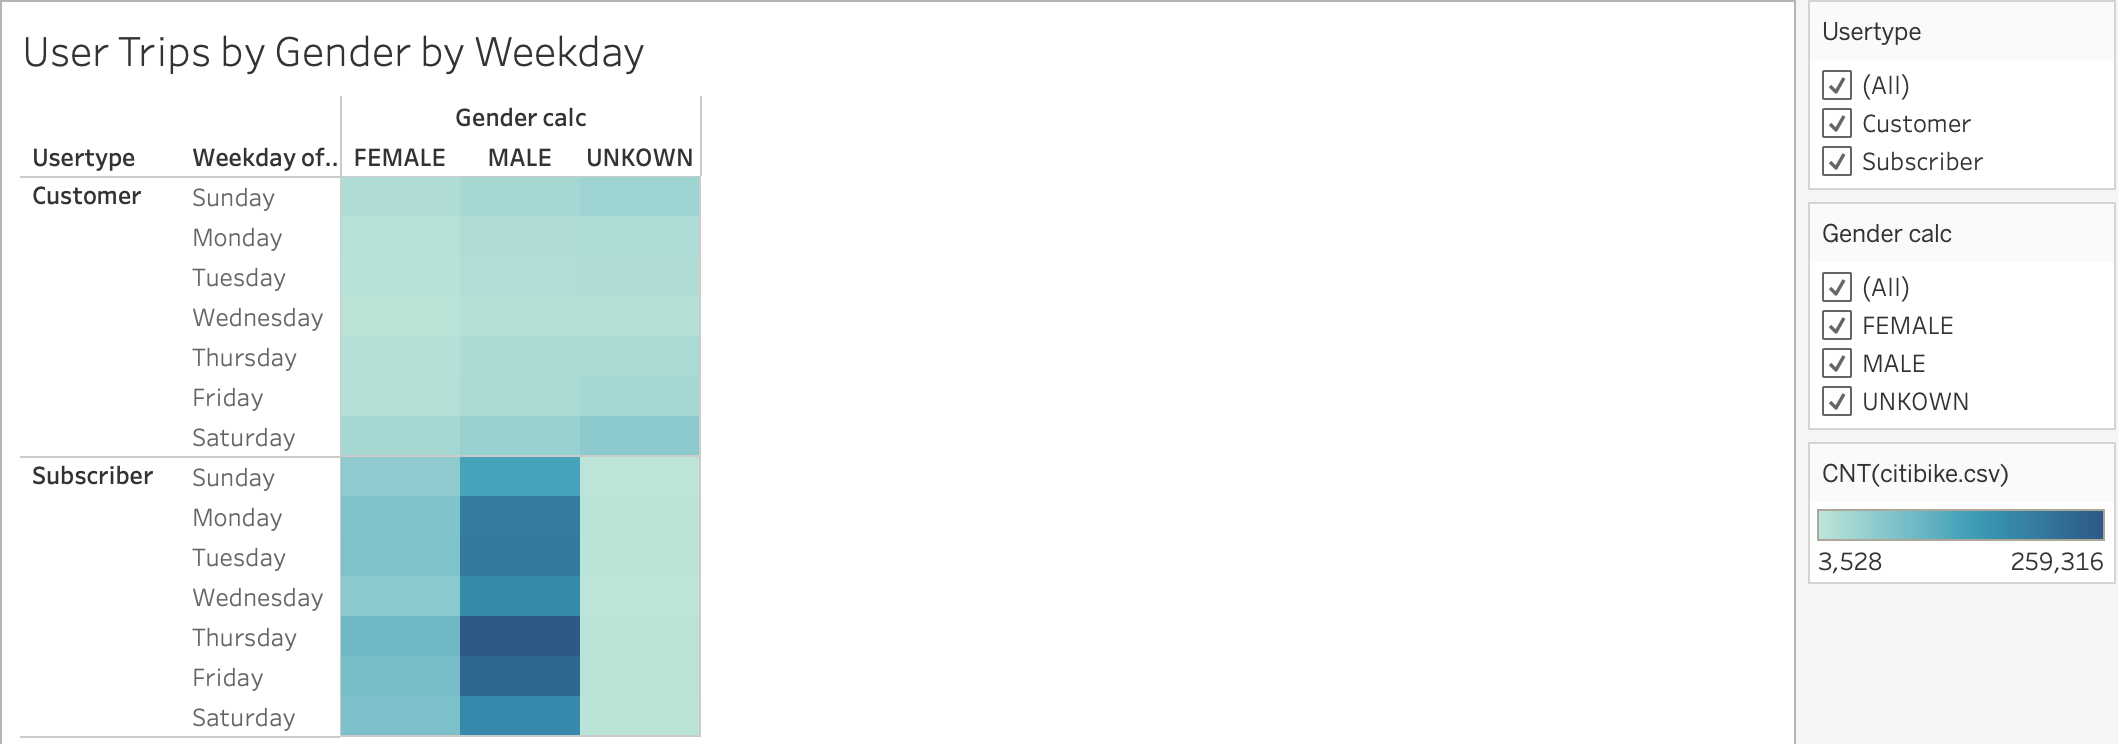 User Trips by Gender by Weekday
Gender calc
Usertype Weekday of.. FEMALE MALE UNKOWN
Customer Sunday
Monday
Tuesday
Wednesday
Thursday
Friday
Saturday
Subscriber Sunday
Monday
Tuesday
Wednesday
Thursday
Friday
Saturday
Usertype
(All)
Customer
Subscriber
Gender calc
(All)
FEMALE
MALE
UNKOWN
CNT(citibike.csv)
3,528 259,316